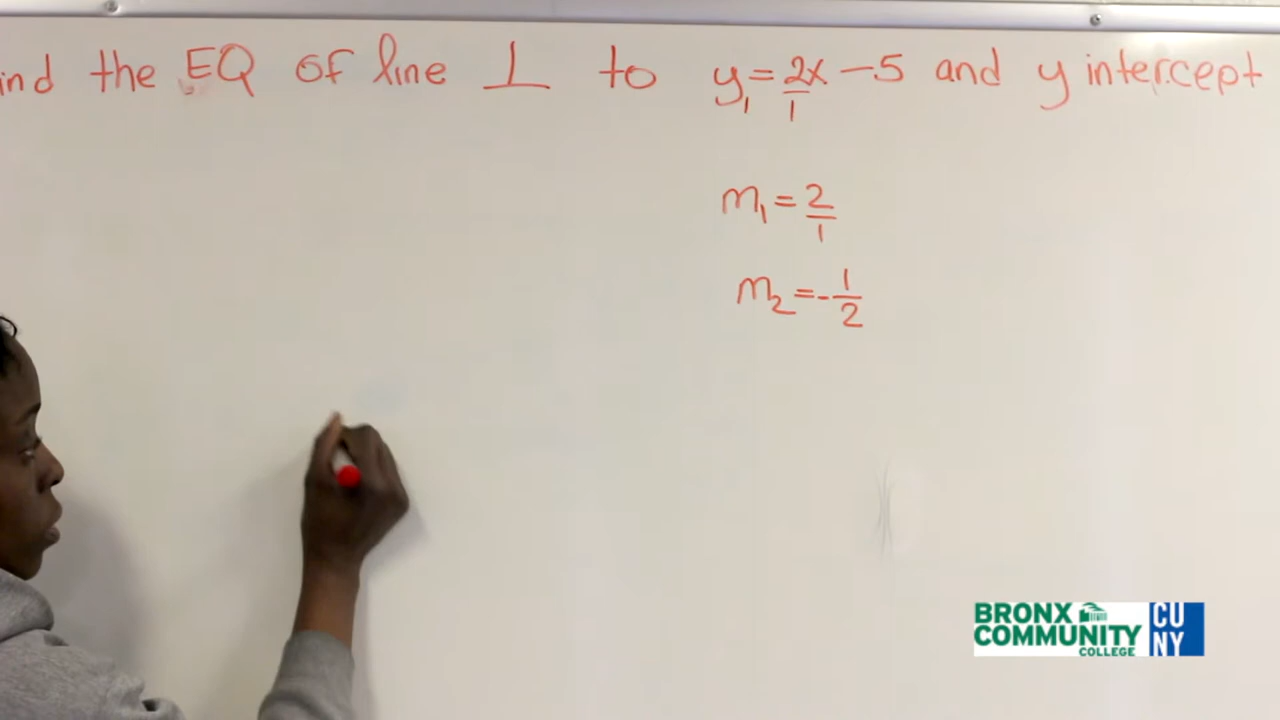 ind the EQ of line ⊥ to y₁ = 2x/1 − 5 and y intercept
m₁ = 2/1
m₂ = -1/2
BRONX
COMMUNITY
COLLEGE
CU
NY